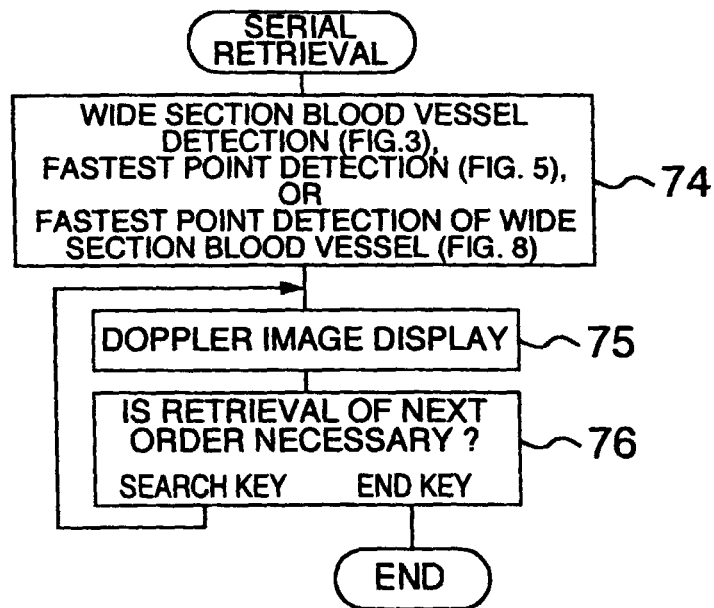 SERIAL
RETRIEVAL
WIDE SECTION BLOOD VESSEL
DETECTION (FIG.3),
FASTEST POINT DETECTION (FIG. 5),
OR
FASTEST POINT DETECTION OF WIDE
SECTION BLOOD VESSEL (FIG. 8)
74
DOPPLER IMAGE DISPLAY
75
IS RETRIEVAL OF NEXT
ORDER NECESSARY ?
76
SEARCH KEY END KEY
END